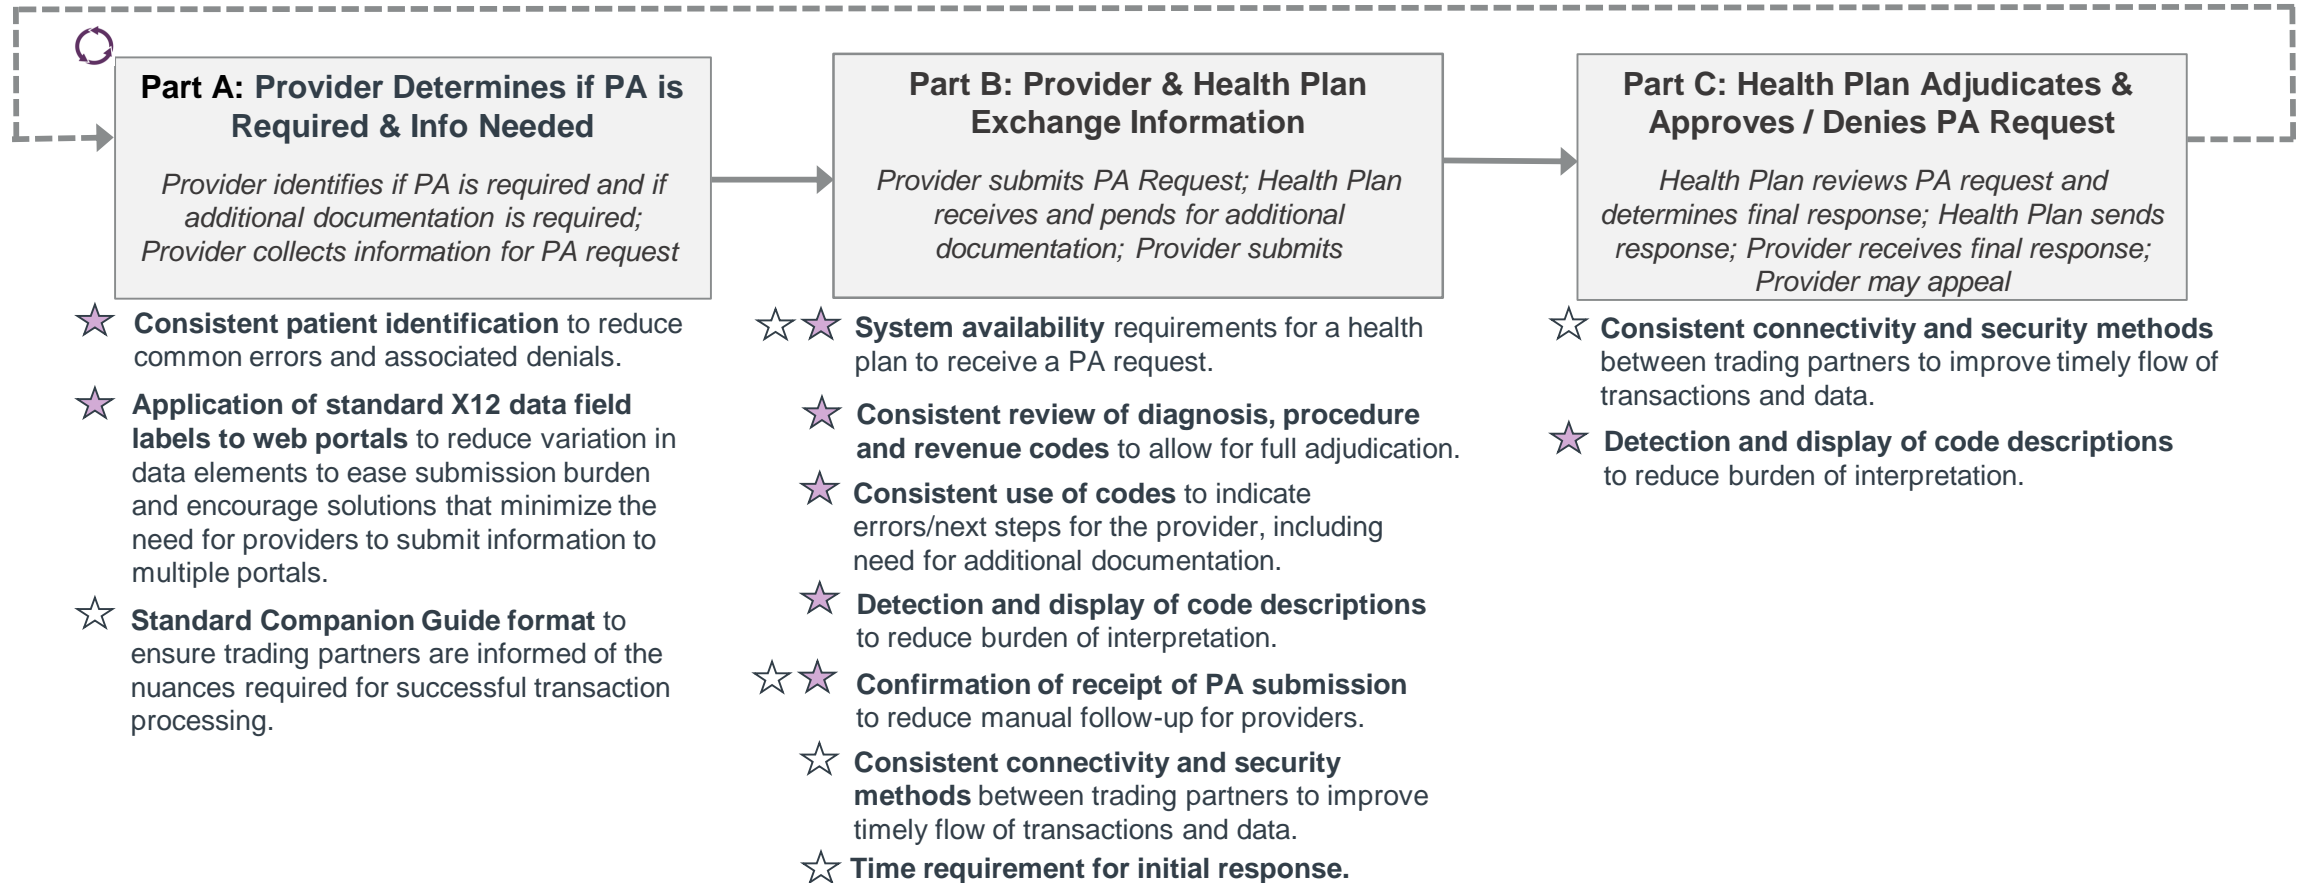 Part A: Provider Determines if PA is
Required & Info Needed
Provider identifies if PA is required and if
additional documentation is required;
Provider collects information for PA request
Consistent patient identification to reduce
common errors and associated denials.
Application of standard X12 data field
labels to web portals to reduce variation in
data elements to ease submission burden
and encourage solutions that minimize the
need for providers to submit information to
multiple portals.
Standard Companion Guide format to
ensure trading partners are informed of the
nuances required for successful transaction
processing.
Part B: Provider & Health Plan
Exchange Information
Provider submits PA Request; Health Plan
receives and pends for additional
documentation; Provider submits
System availability requirements for a health
plan to receive a PA request.
Consistent review of diagnosis, procedure
and revenue codes to allow for full adjudication.
Consistent use of codes to indicate
errors/next steps for the provider, including
need for additional documentation.
Detection and display of code descriptions
to reduce burden of interpretation.
Confirmation of receipt of PA submission
to reduce manual follow-up for providers.
Consistent connectivity and security
methods between trading partners to improve
timely flow of transactions and data.
Time requirement for initial response.
Part C: Health Plan Adjudicates &
Approves / Denies PA Request
Health Plan reviews PA request and
determines final response; Health Plan sends
response; Provider receives final response;
Provider may appeal
Consistent connectivity and security methods
between trading partners to improve timely flow of
transactions and data.
Detection and display of code descriptions
to reduce burden of interpretation.